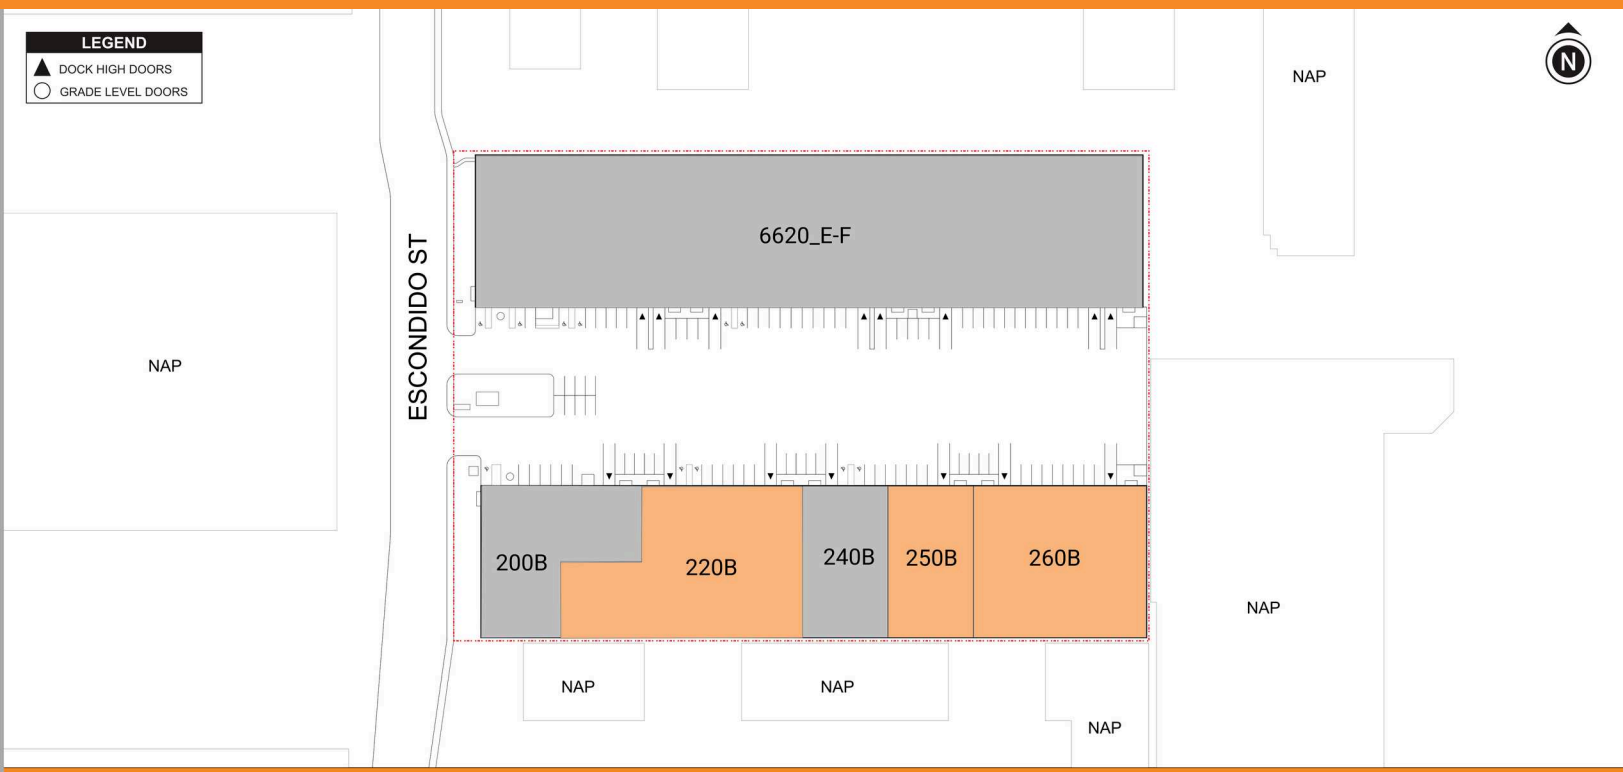 LEGEND
DOCK HIGH DOORS
GRADE LEVEL DOORS
N
NAP
6620_E-F
ESCONDIDO ST
NAP
200B
220B
240B
250B
260B
NAP
NAP
NAP
NAP